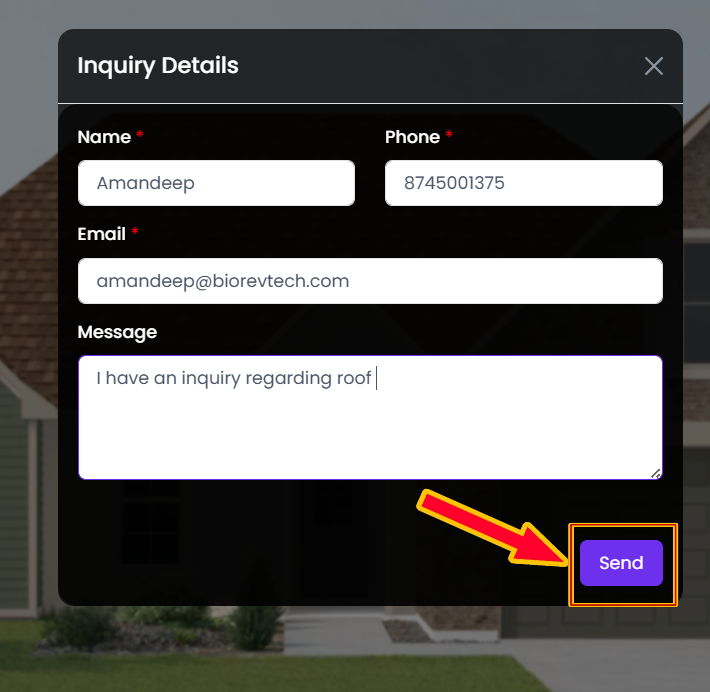 Inquiry Details
Name * Phone *
Amandeep 8745001375
Email *
amandeep@biorevtech.com
Message
I have an inquiry regarding roof
Send